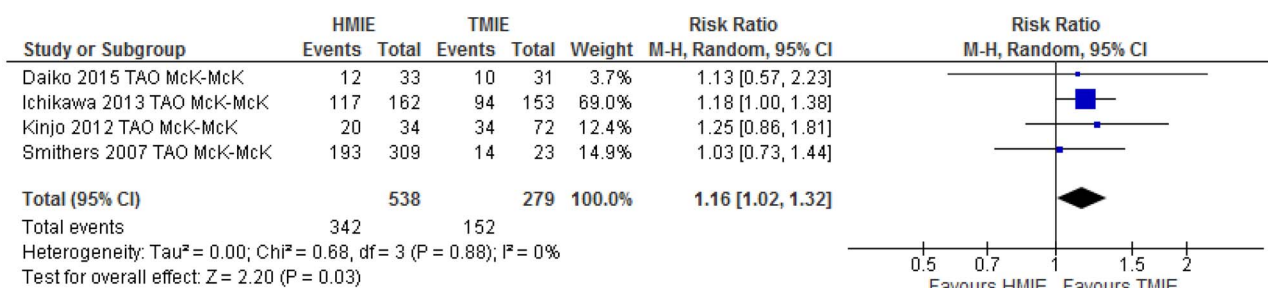 HMIE TMIE Risk Ratio Risk Ratio
Study or Subgroup Events Total Events Total Weight M-H, Random, 95% CI M-H, Random, 95% CI
Daiko 2015 TAO McK-McK 12 33 10 31 3.7% 1.13 [0.57, 2.23]
Ichikawa 2013 TAO McK-McK 117 162 94 153 69.0% 1.18 [1.00, 1.38]
Kinjo 2012 TAO McK-McK 20 34 34 72 12.4% 1.25 [0.86, 1.81]
Smithers 2007 TAO McK-McK 193 309 14 23 14.9% 1.03 [0.73, 1.44]
Total (95% CI) 538 279 100.0% 1.16 [1.02, 1.32]
Total events 342 152
Heterogeneity: Tau² = 0.00; Chi² = 0.68, df = 3 (P = 0.88); I² = 0%
Test for overall effect: Z = 2.20 (P = 0.03)
0.5 0.7 1 1.5 2
Favours HMIE Favours TMIE